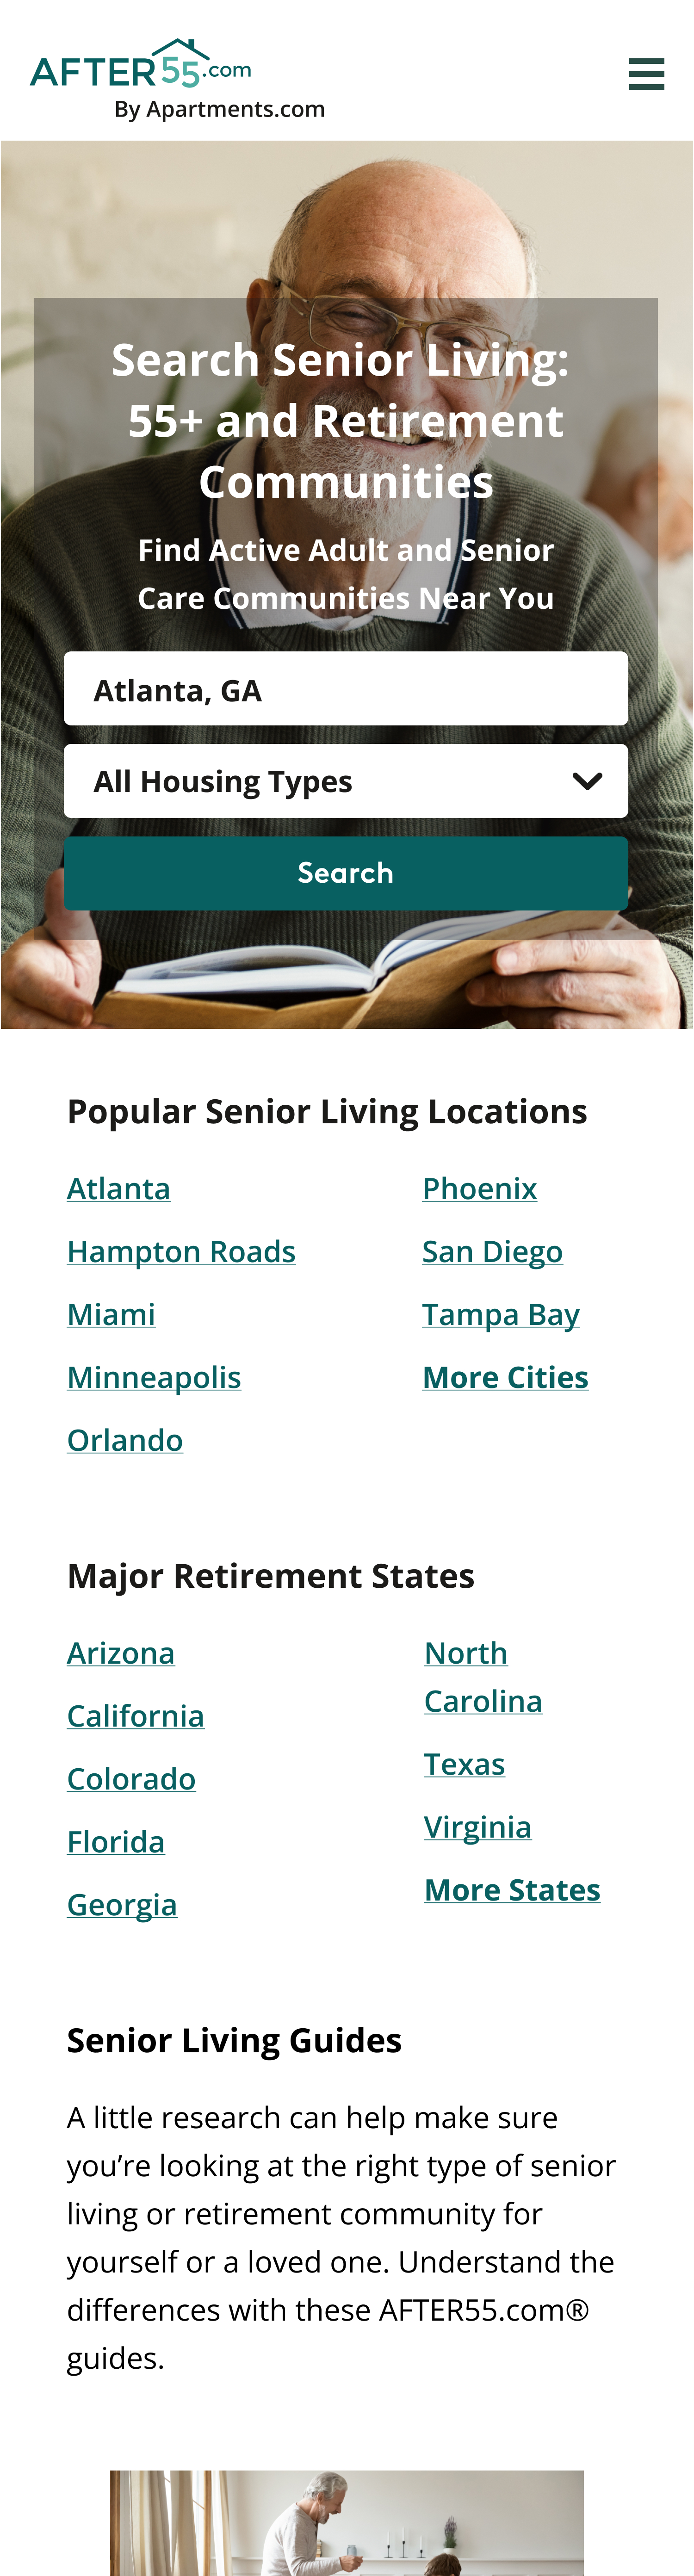 AFTER55.com
By Apartments.com
Search Senior Living:
55+ and Retirement
Communities
Find Active Adult and Senior
Care Communities Near You
Atlanta, GA
All Housing Types
Search
Popular Senior Living Locations
Atlanta
Hampton Roads
Miami
Minneapolis
Orlando
Phoenix
San Diego
Tampa Bay
More Cities
Major Retirement States
Arizona
California
Colorado
Florida
Georgia
North
Carolina
Texas
Virginia
More States
Senior Living Guides
A little research can help make sure
you’re looking at the right type of senior
living or retirement community for
yourself or a loved one. Understand the
differences with these AFTER55.com®
guides.